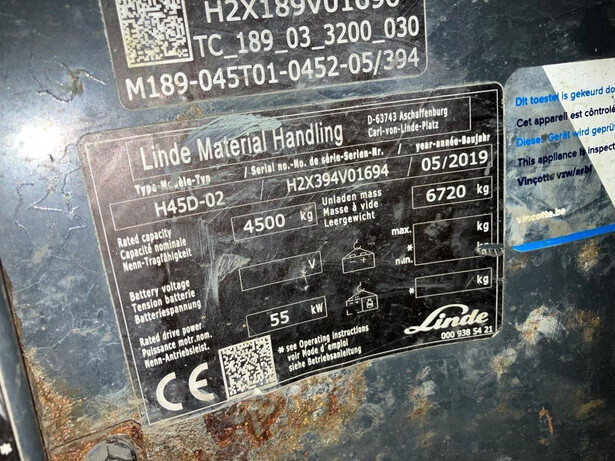 H2X189V01696
TC_189_03_3200_030
M189-045T01-0452-05/394
Linde Material Handling
D-63743 Aschaffenburg
Carl-von-Linde-Platz
Type-Modèle-Typ / Serial no.-No. de série-Serien-Nr. / year-année-Baujahr
H45D-02 H2X394V01694 05/2019
Rated capacity
Capacité nominale
Nenn-Tragfähigkeit
4500 kg
Unladen mass
Masse à vide
Leergewicht
6720 kg
Battery voltage
Tension batterie
Batteriespannung
V
max. kg
* min. kg
Rated drive power
Puissance motr.nom.
Nenn-Antriebsleist.
55 kW
* kg
* see Operating Instructions
voir Mode d'emploi
siehe Betriebsanleitung
CE
Linde
000 938 54 21
Dit toestel is gekeurd do
Cet appareil est contrôlé
Dieses Gerät wird geprü
This appliance is inspect
Vinçotte vzw/asbl
vincotte.be